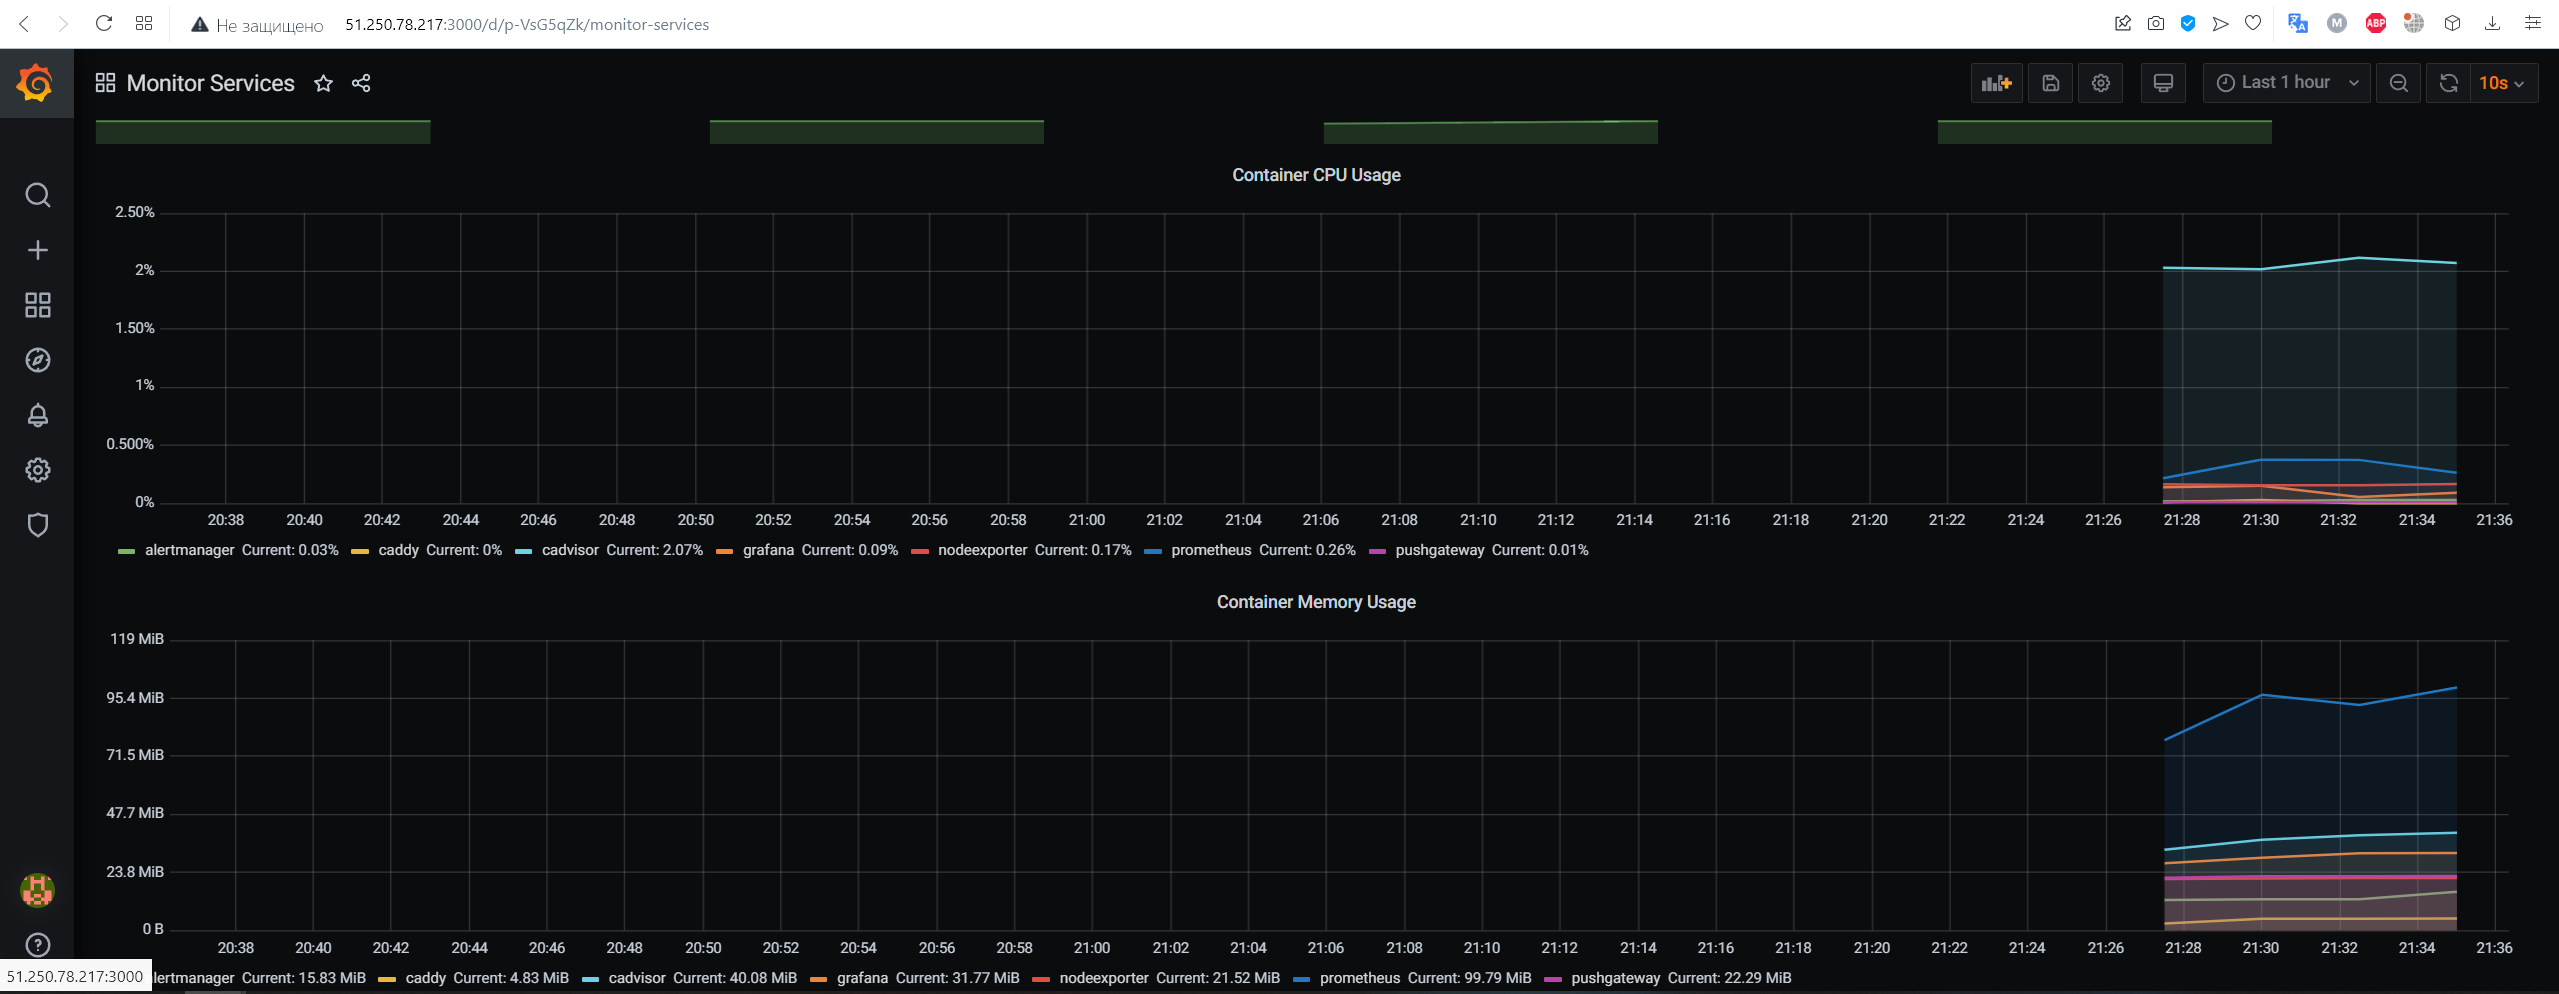 Не защищено 51.250.78.217:3000/d/p-VsG5qZk/monitor-services
M ABP
Monitor Services
Last 1 hour 10s
Container CPU Usage
2.50%
2%
1.50%
1%
0.500%
0%
20:38 20:40 20:42 20:44 20:46 20:48 20:50 20:52 20:54 20:56 20:58 21:00 21:02 21:04 21:06 21:08 21:10 21:12 21:14 21:16 21:18 21:20 21:22 21:24 21:26 21:28 21:30 21:32 21:34 21:36
alertmanager Current: 0.03% caddy Current: 0% cadvisor Current: 2.07% grafana Current: 0.09% nodeexporter Current: 0.17% prometheus Current: 0.26% pushgateway Current: 0.01%
Container Memory Usage
119 MiB
95.4 MiB
71.5 MiB
47.7 MiB
23.8 MiB
0 B
20:38 20:40 20:42 20:44 20:46 20:48 20:50 20:52 20:54 20:56 20:58 21:00 21:02 21:04 21:06 21:08 21:10 21:12 21:14 21:16 21:18 21:20 21:22 21:24 21:26 21:28 21:30 21:32 21:34 21:36
51.250.78.217:3000 lertmanager Current: 15.83 MiB caddy Current: 4.83 MiB cadvisor Current: 40.08 MiB grafana Current: 31.77 MiB nodeexporter Current: 21.52 MiB prometheus Current: 99.79 MiB pushgateway Current: 22.29 MiB